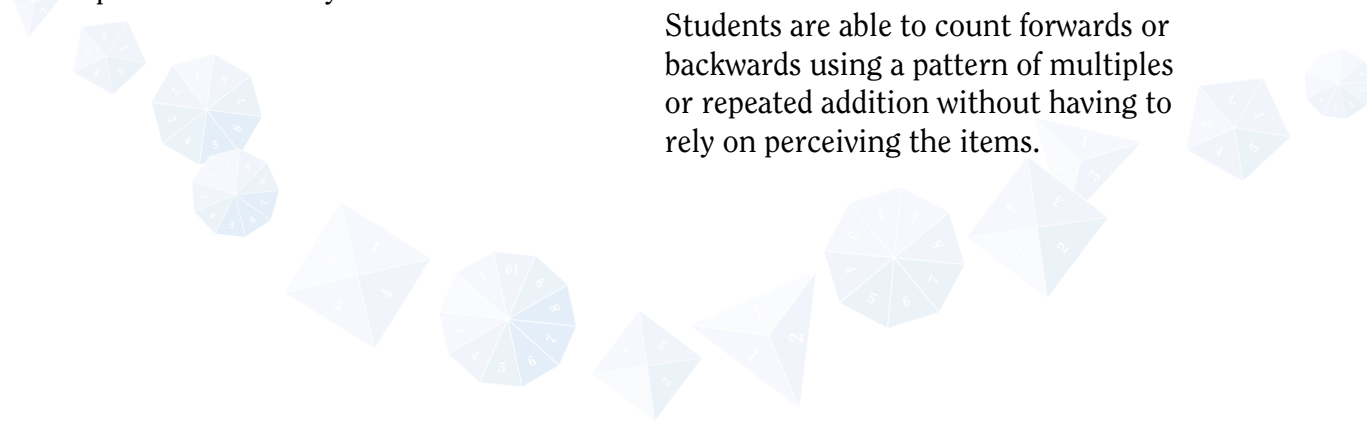 Students are able to count forwards or
backwards using a pattern of multiples
or repeated addition without having to
rely on perceiving the items.